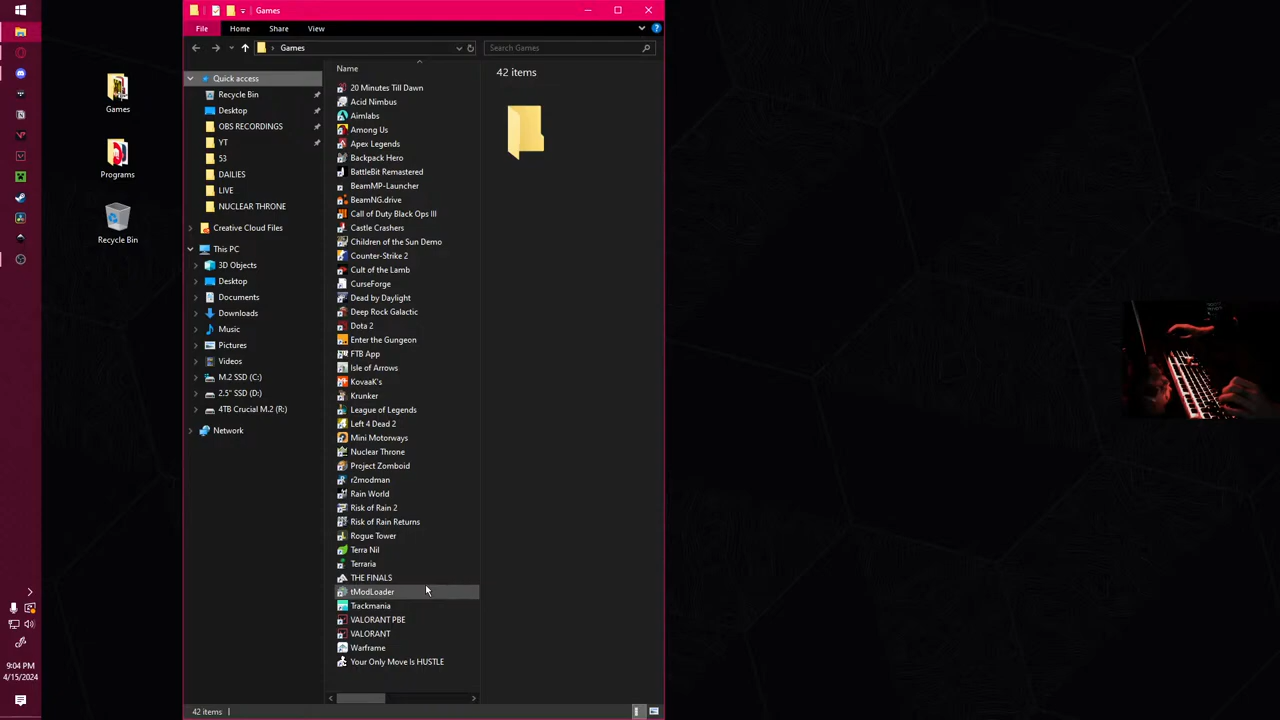 Games
File
Home
Share
View
Games
Search Games
Quick access
Recycle Bin
Desktop
OBS RECORDINGS
YT
53
DAILIES
LIVE
NUCLEAR THRONE
Creative Cloud Files
This PC
3D Objects
Desktop
Documents
Downloads
Music
Pictures
Videos
M.2 SSD (C:)
2.5" SSD (D:)
4TB Crucial M.2 (R:)
Network
Name
20 Minutes Till Dawn
Acid Nimbus
Aimlabs
Among Us
Apex Legends
Backpack Hero
BattleBit Remastered
BeamMP-Launcher
BeamNG.drive
Call of Duty Black Ops III
Castle Crashers
Children of the Sun Demo
Counter-Strike 2
Cult of the Lamb
CurseForge
Dead by Daylight
Deep Rock Galactic
Dota 2
Enter the Gungeon
FTB App
Isle of Arrows
KovaaK's
Krunker
League of Legends
Left 4 Dead 2
Mini Motorways
Nuclear Throne
Project Zomboid
r2modman
Rain World
Risk of Rain 2
Risk of Rain Returns
Rogue Tower
Terra Nil
Terraria
THE FINALS
tModLoader
Trackmania
VALORANT PBE
VALORANT
Warframe
Your Only Move Is HUSTLE
42 items
42 items
Games
Programs
Recycle Bin
9:04 PM
4/15/2024